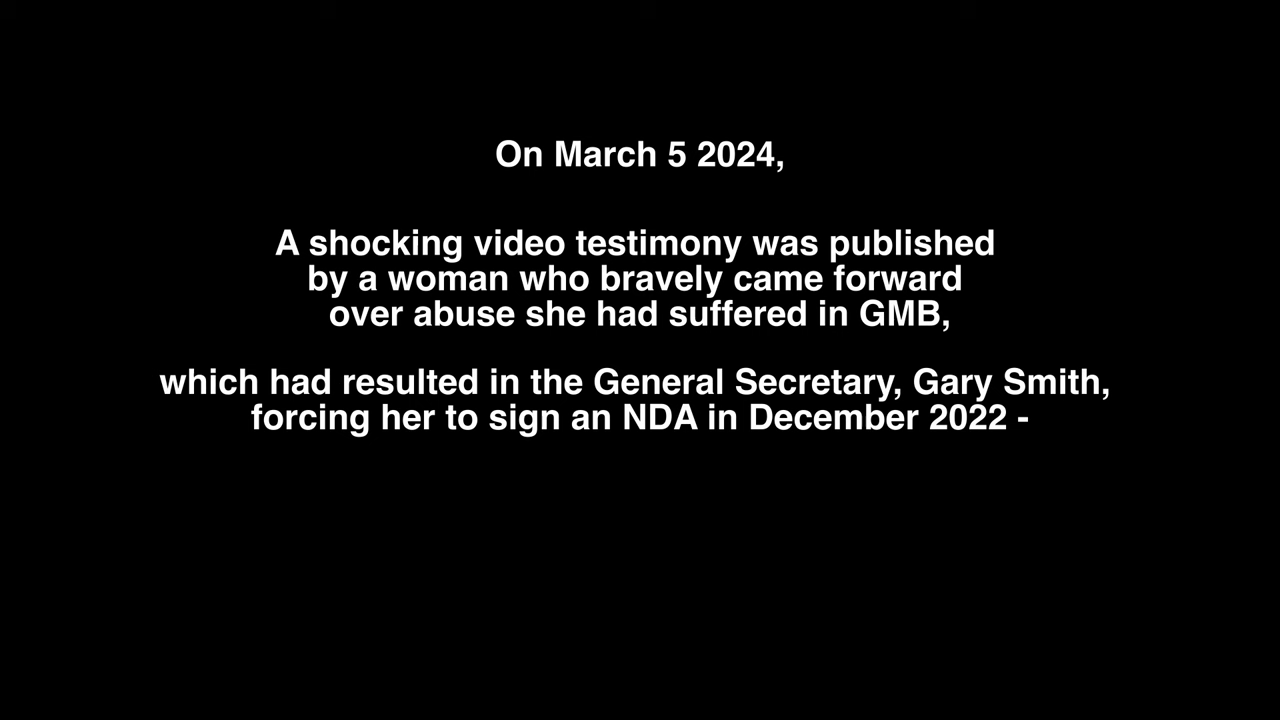 On March 5 2024,
A shocking video testimony was published
by a woman who bravely came forward
over abuse she had suffered in GMB,
which had resulted in the General Secretary, Gary Smith,
forcing her to sign an NDA in December 2022 -